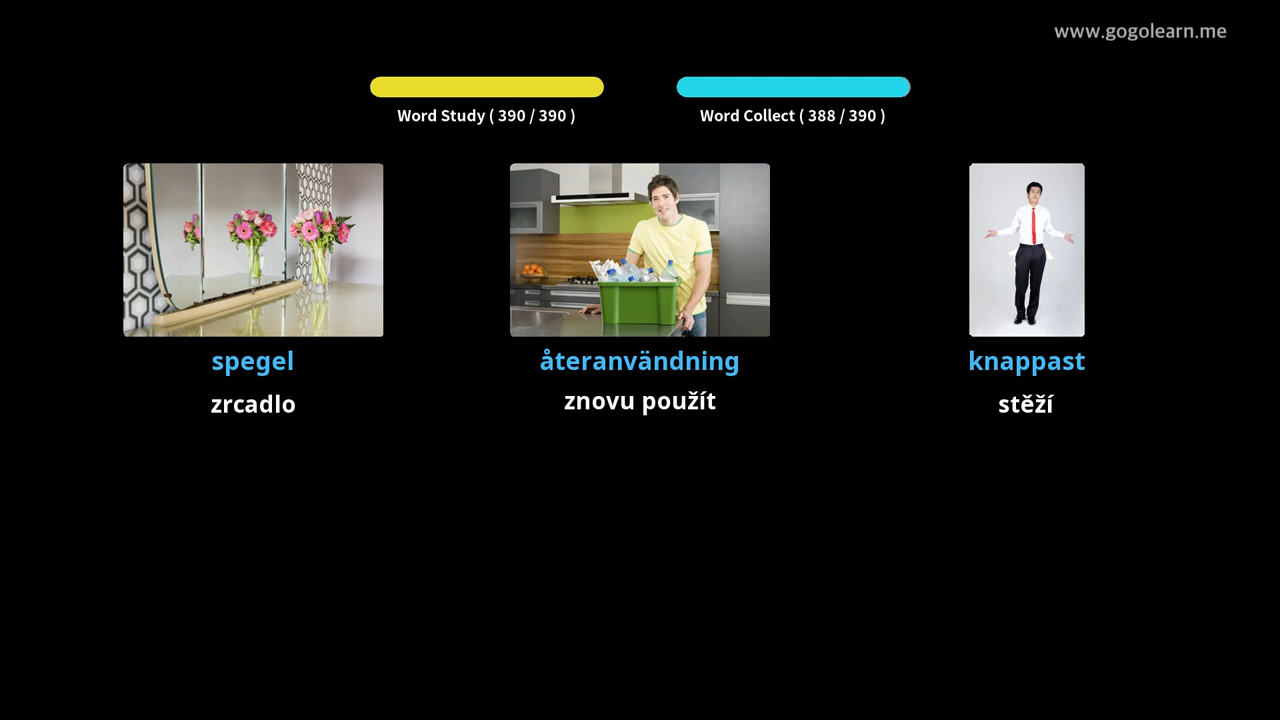 www.gogolearn.me
Word Study ( 390 / 390 )
Word Collect ( 388 / 390 )
spegel
återanvändning
knappast
zrcadlo
znovu použít
stěží